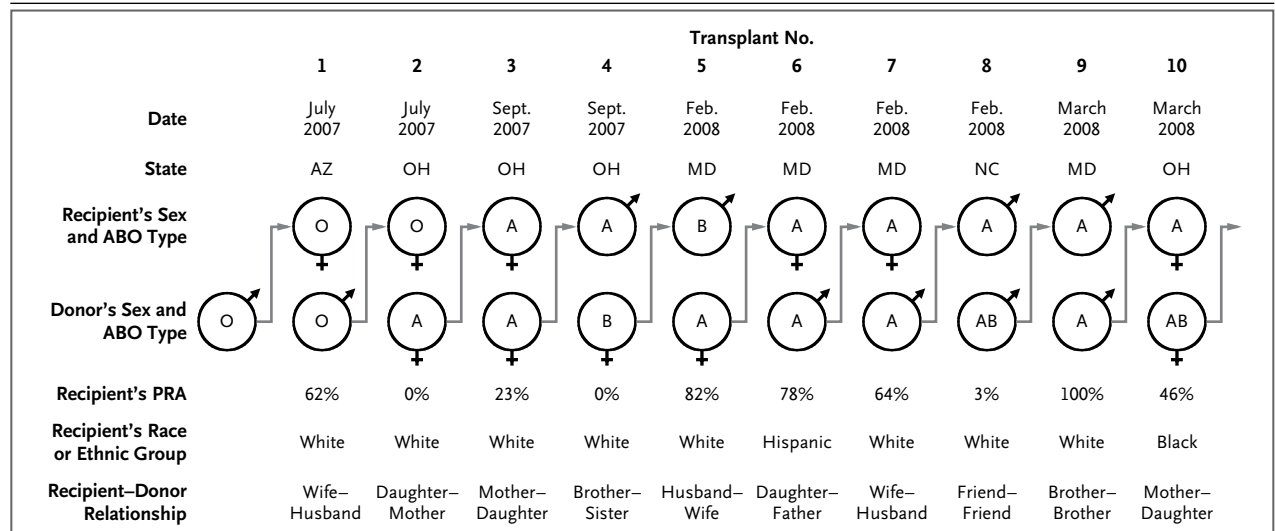 Transplant No.
1 2 3 4 5 6 7 8 9 10
Date
July 2007 July 2007 Sept. 2007 Sept. 2007 Feb. 2008 Feb. 2008 Feb. 2008 Feb. 2008 March 2008 March 2008
State AZ OH OH OH MD MD MD NC MD OH
Recipient's Sex
and ABO Type
O O A A B A A A A A
Donor's Sex and
ABO Type
O O A A B A A A AB A AB
Recipient's PRA 62% 0% 23% 0% 82% 78% 64% 3% 100% 46%
Recipient's Race
or Ethnic Group
White White White White White Hispanic White White White Black
Recipient–Donor
Relationship
Wife– Daughter– Mother– Brother– Husband– Daughter– Wife– Friend– Brother– Mother–
Husband Mother Daughter Sister Wife Father Husband Friend Brother Daughter